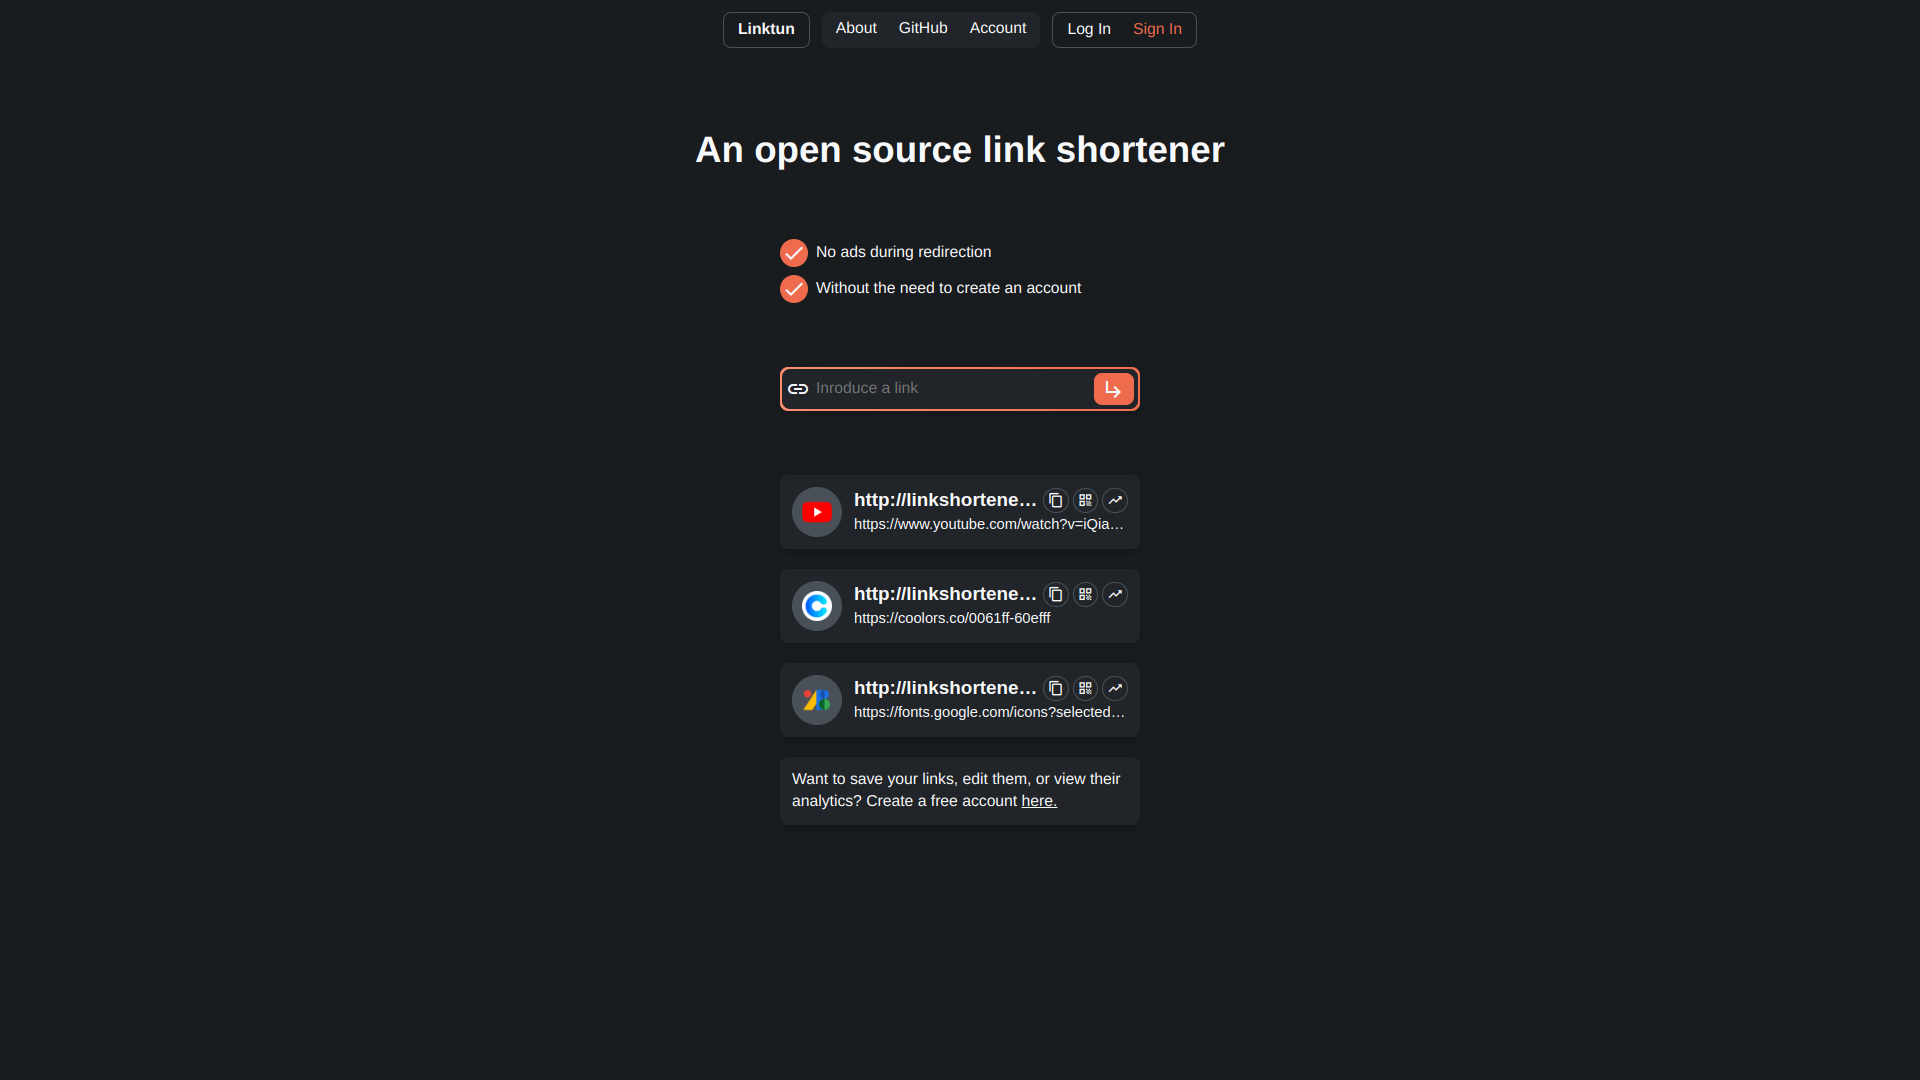 Linktun About GitHub Account Log In Sign In
An open source link shortener
No ads during redirection
Without the need to create an account
Inroduce a link
http://linkshortene...
https://www.youtube.com/watch?v=iQia...
http://linkshortene...
https://coolors.co/0061ff-60efff
http://linkshortene...
https://fonts.google.com/icons?selected...
Want to save your links, edit them, or view their
analytics? Create a free account here.